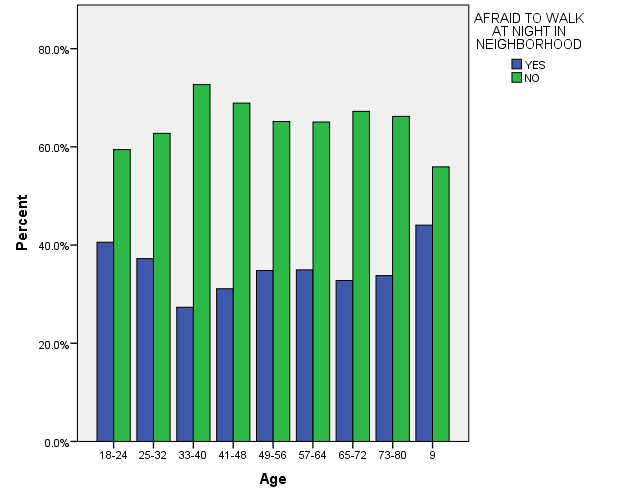 AFRAID TO WALK
AT NIGHT IN
NEIGHBORHOOD
YES
NO
80.0%
60.0%
40.0%
20.0%
0.0%
Percent
18-24 25-32 33-40 41-48 49-56 57-64 65-72 73-80 9
Age